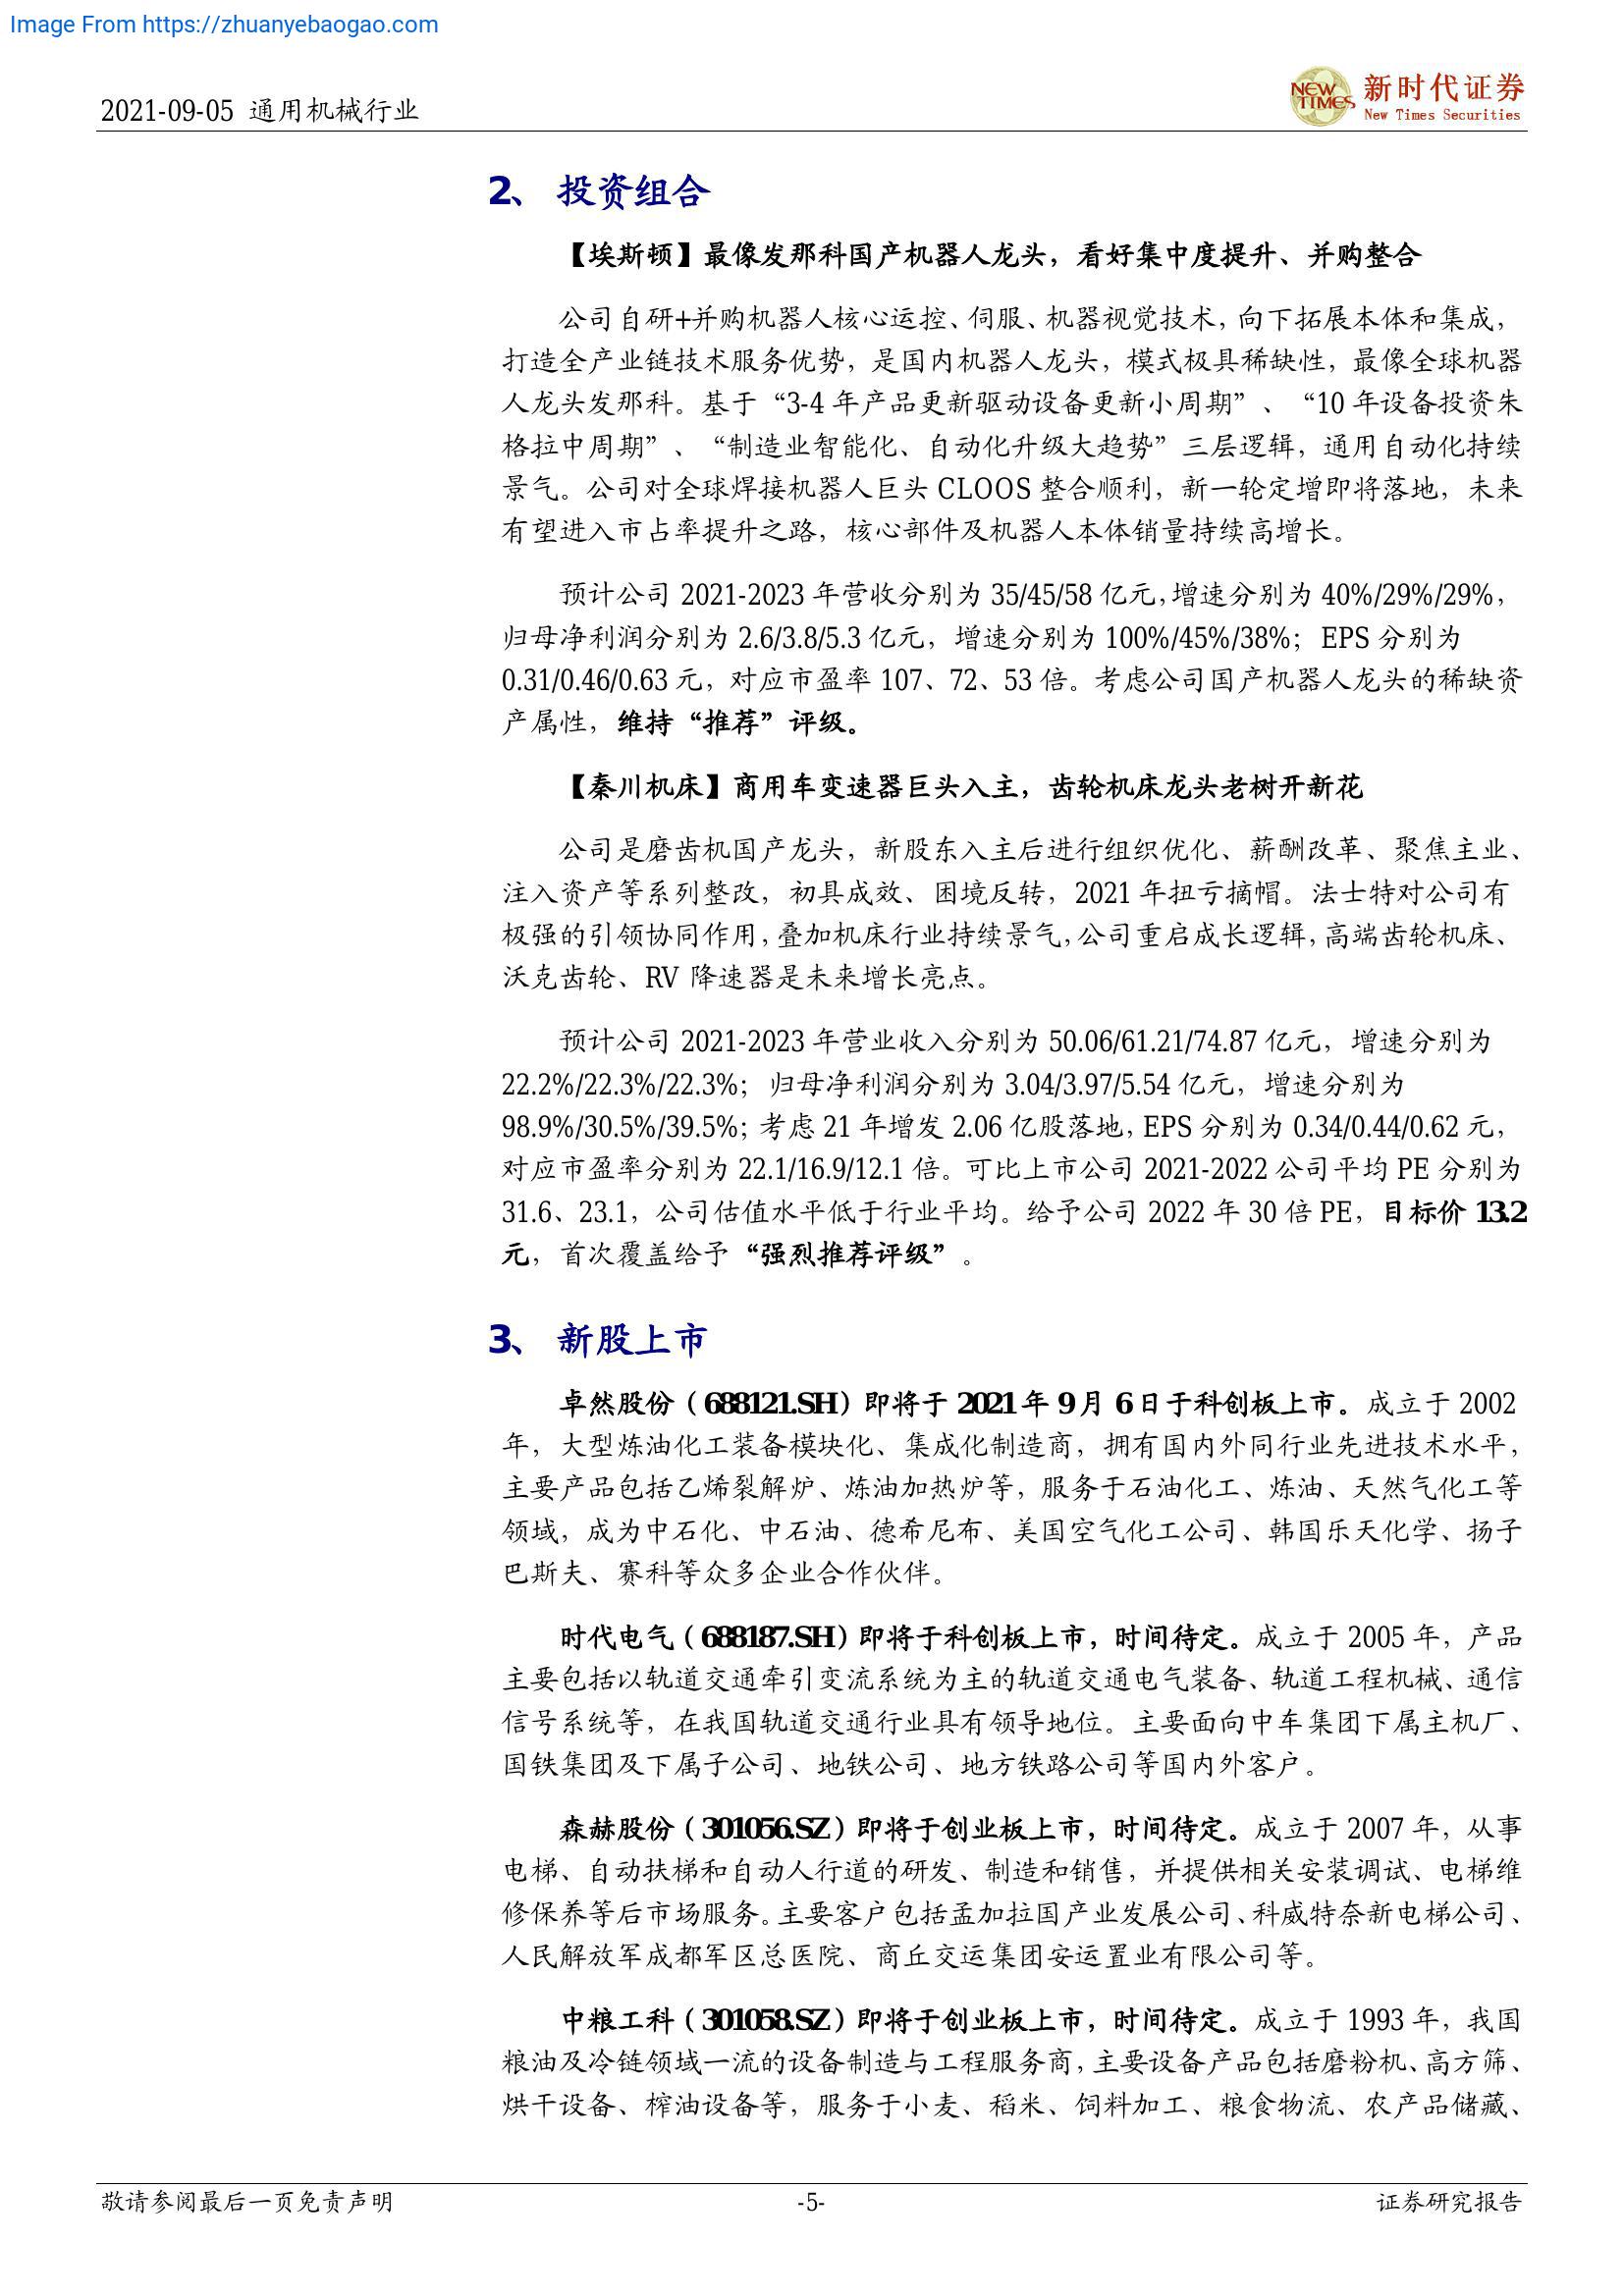 Image From https://zhuanyebaogao.com
2021-09-05 通用机械行业
NEW TIMES
新时代证券
New Times Securities
2、 投资组合
【埃斯顿】最像发那科国产机器人龙头，看好集中度提升、并购整合
公司自研+并购机器人核心运控、伺服、机器视觉技术，向下拓展本体和集成，
打造全产业链技术服务优势，是国内机器人龙头，模式极具稀缺性，最像全球机器
人龙头发那科。基于“3-4 年产品更新驱动设备更新小周期”、“10 年设备投资朱
格拉中周期”、“制造业智能化、自动化升级大趋势”三层逻辑，通用自动化持续
景气。公司对全球焊接机器人巨头 CLOOS 整合顺利，新一轮定增即将落地，未来
有望进入市占率提升之路，核心部件及机器人本体销量持续高增长。
预计公司 2021-2023 年营收分别为 35/45/58 亿元，增速分别为 40%/29%/29%，
归母净利润分别为 2.6/3.8/5.3 亿元，增速分别为 100%/45%/38%；EPS 分别为
0.31/0.46/0.63 元，对应市盈率 107、72、53 倍。考虑公司国产机器人龙头的稀缺资
产属性，维持“推荐”评级。
【秦川机床】商用车变速器巨头入主，齿轮机床龙头老树开新花
公司是磨齿机国产龙头，新股东入主后进行组织优化、薪酬改革、聚焦主业、
注入资产等系列整改，初具成效、困境反转，2021 年扭亏摘帽。法士特对公司有
极强的引领协同作用，叠加机床行业持续景气，公司重启成长逻辑，高端齿轮机床、
沃克齿轮、RV 降速器是未来增长亮点。
预计公司 2021-2023 年营业收入分别为 50.06/61.21/74.87 亿元，增速分别为
22.2%/22.3%/22.3%；归母净利润分别为 3.04/3.97/5.54 亿元，增速分别为
98.9%/30.5%/39.5%；考虑 21 年增发 2.06 亿股落地，EPS 分别为 0.34/0.44/0.62 元，
对应市盈率分别为 22.1/16.9/12.1 倍。可比上市公司 2021-2022 公司平均 PE 分别为
31.6、23.1，公司估值水平低于行业平均。给予公司 2022 年 30 倍 PE，目标价 13.2
元，首次覆盖给予“强烈推荐评级”。
3、 新股上市
卓然股份（688121.SH）即将于 2021 年 9 月 6 日于科创板上市。成立于 2002
年，大型炼油化工装备模块化、集成化制造商，拥有国内外同行业先进技术水平，
主要产品包括乙烯裂解炉、炼油加热炉等，服务于石油化工、炼油、天然气化工等
领域，成为中石化、中石油、德希尼布、美国空气化工公司、韩国乐天化学、扬子
巴斯夫、赛科等众多企业合作伙伴。
时代电气（688187.SH）即将于科创板上市，时间待定。成立于 2005 年，产品
主要包括以轨道交通牵引变流系统为主的轨道交通电气装备、轨道工程机械、通信
信号系统等，在我国轨道交通行业具有领导地位。主要面向中车集团下属主机厂、
国铁集团及下属子公司、地铁公司、地方铁路公司等国内外客户。
森赫股份（301056.SZ）即将于创业板上市，时间待定。成立于 2007 年，从事
电梯、自动扶梯和自动人行道的研发、制造和销售，并提供相关安装调试、电梯维
修保养等后市场服务。主要客户包括孟加拉国产业发展公司、科威特奈新电梯公司、
人民解放军成都军区总医院、商丘交运集团安运置业有限公司等。
中粮工科（301058.SZ）即将于创业板上市，时间待定。成立于 1993 年，我国
粮油及冷链领域一流的设备制造与工程服务商，主要设备产品包括磨粉机、高方筛、
烘干设备、榨油设备等，服务于小麦、稻米、饲料加工、粮食物流、农产品储藏、
敬请参阅最后一页免责声明
-5-
证券研究报告